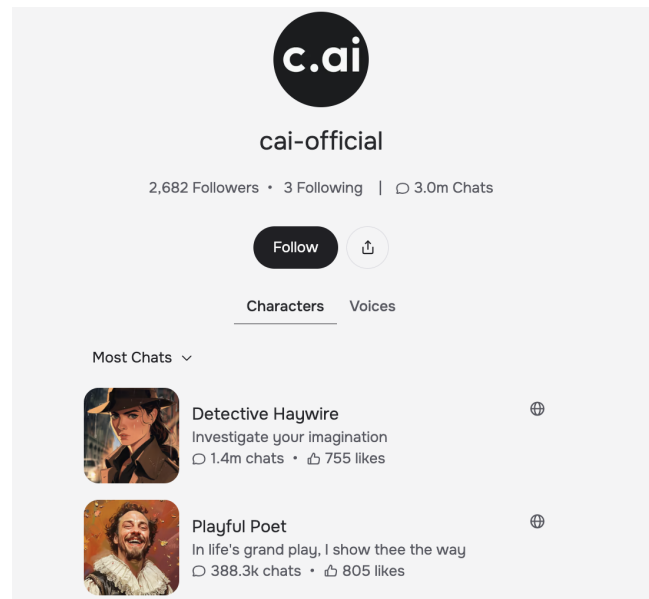 c.ai
cai-official
2,682 Followers • 3 Following | 3.0m Chats
Follow
Characters Voices
Most Chats
Detective Haywire
Investigate your imagination
1.4m chats • 755 likes
Playful Poet
In life's grand play, I show thee the way
388.3k chats • 805 likes